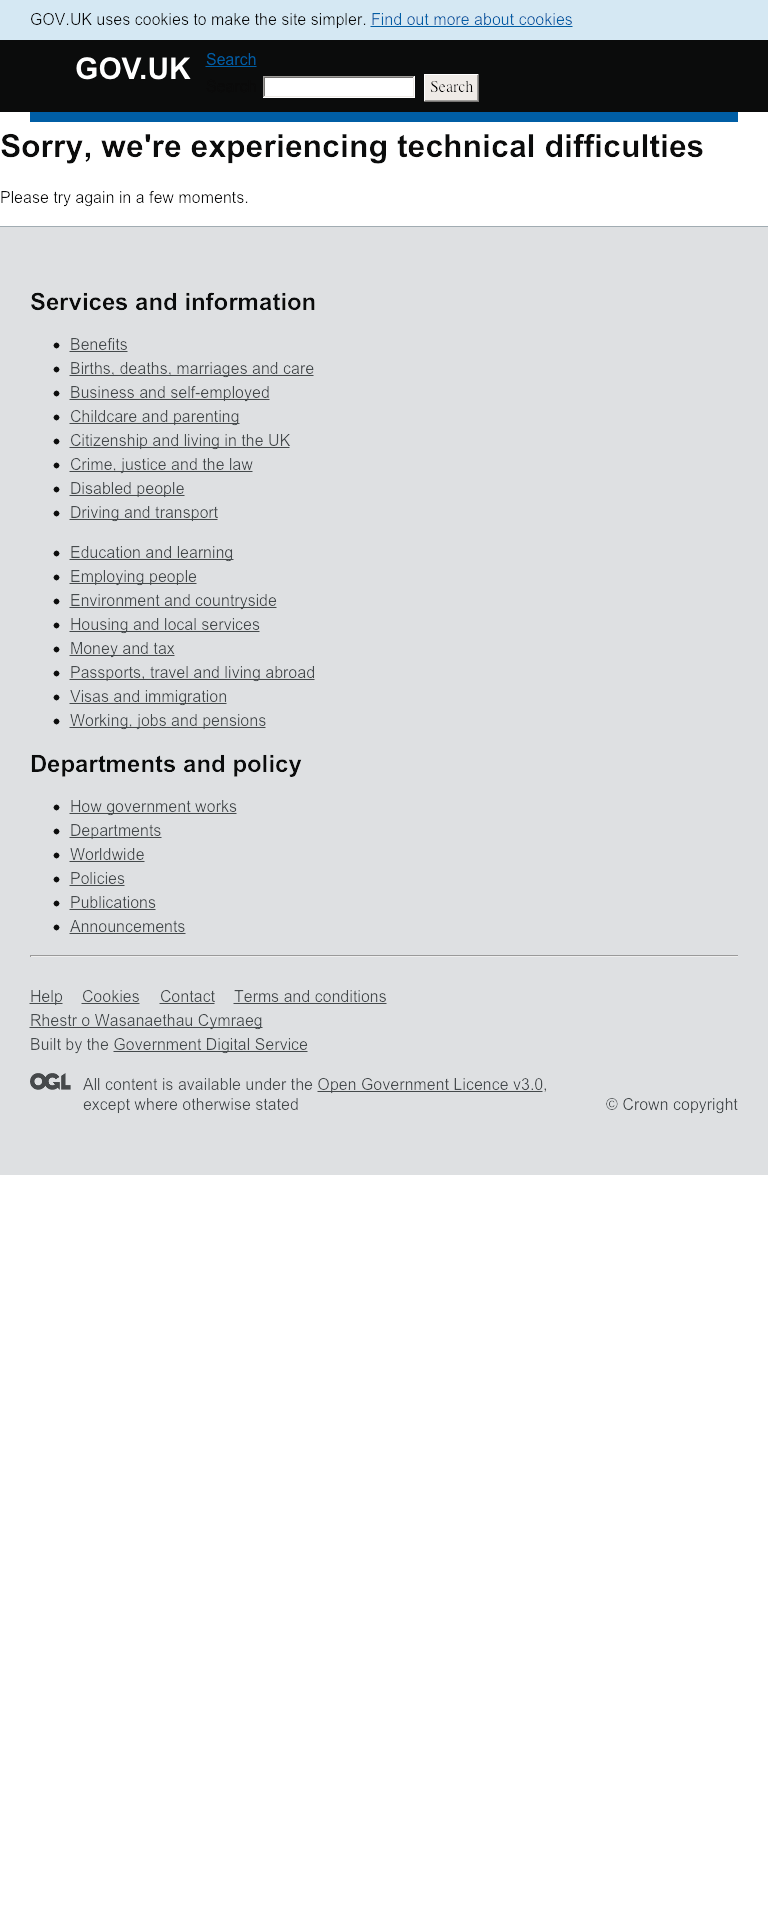 GOV.UK uses cookies to make the site simpler. Find out more about cookies
GOV.UK
Search
Search
Sorry, we're experiencing technical difficulties
Please try again in a few moments.
Services and information
Benefits
Births, deaths, marriages and care
Business and self-employed
Childcare and parenting
Citizenship and living in the UK
Crime, justice and the law
Disabled people
Driving and transport
Education and learning
Employing people
Environment and countryside
Housing and local services
Money and tax
Passports, travel and living abroad
Visas and immigration
Working, jobs and pensions
Departments and policy
How government works
Departments
Worldwide
Policies
Publications
Announcements
Help Cookies Contact Terms and conditions
Rhestr o Wasanaethau Cymraeg
Built by the Government Digital Service
OGL All content is available under the Open Government Licence v3.0,
except where otherwise stated © Crown copyright